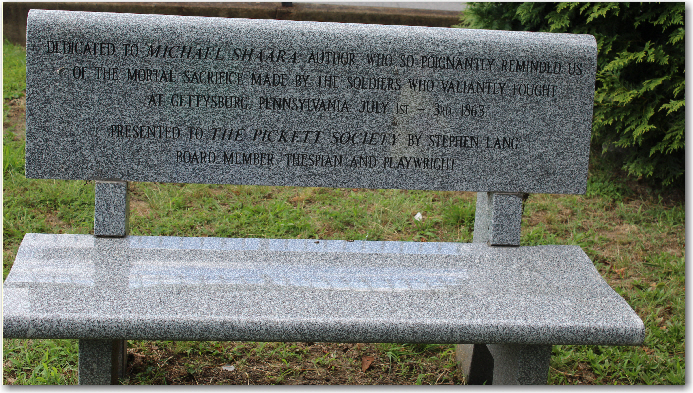 DEDICATED TO MICHAEL SHAARA AUTHOR WHO SO POIGNANTLY REMINDED US
OF THE MORTAL SACRIFICE MADE BY THE SOLDIERS WHO VALIANTLY FOUGHT
AT GETTYSBURG, PENNSYLVANIA JULY 1ST - 3RD 1863
PRESENTED TO THE PICKETT SOCIETY BY STEPHEN LANG
BOARD MEMBER THESPIAN AND PLAYWRIGHT